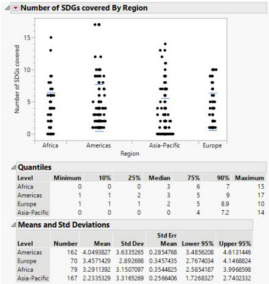 Number of SDGs covered By Region
15
10
5
0
Number of SDGs covered
Africa Americas Asia-Pacific Europe
Region
Quantiles
Level Minimum 10% 25% Median 75% 90% Maximum
Africa 0 0 0 3 6 7 15
Americas 1 1 2 3 5 9 17
Europe 1 1 1 2 5 8.9 10
Asia-Pacific 0 0 0 0 4 7.2 14
Means and Std Deviations
Std Err
Level Number Mean Std Dev Mean Lower 95% Upper 95%
Americas 162 4.0493827 3.6335265 0.2854768 3.4856208 4.6131446
Europe 70 3.4571429 2.892698 0.3457435 2.7674034 4.1468824
Africa 79 3.2911392 3.1507097 0.3544825 2.5854187 3.9968598
Asia-Pacific 167 2.2335329 3.3165269 0.2566406 1.7268327 2.7402332